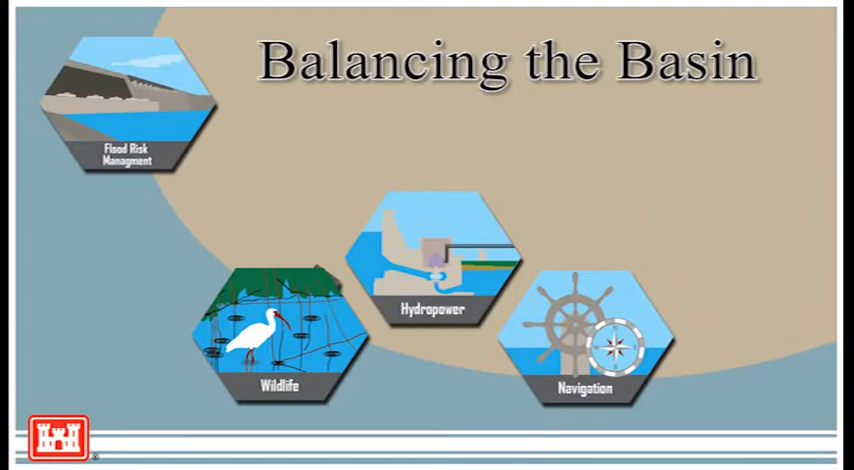 Balancing the Basin
Flood Risk
Managment
Hydropower
Wildlife
Navigation
®